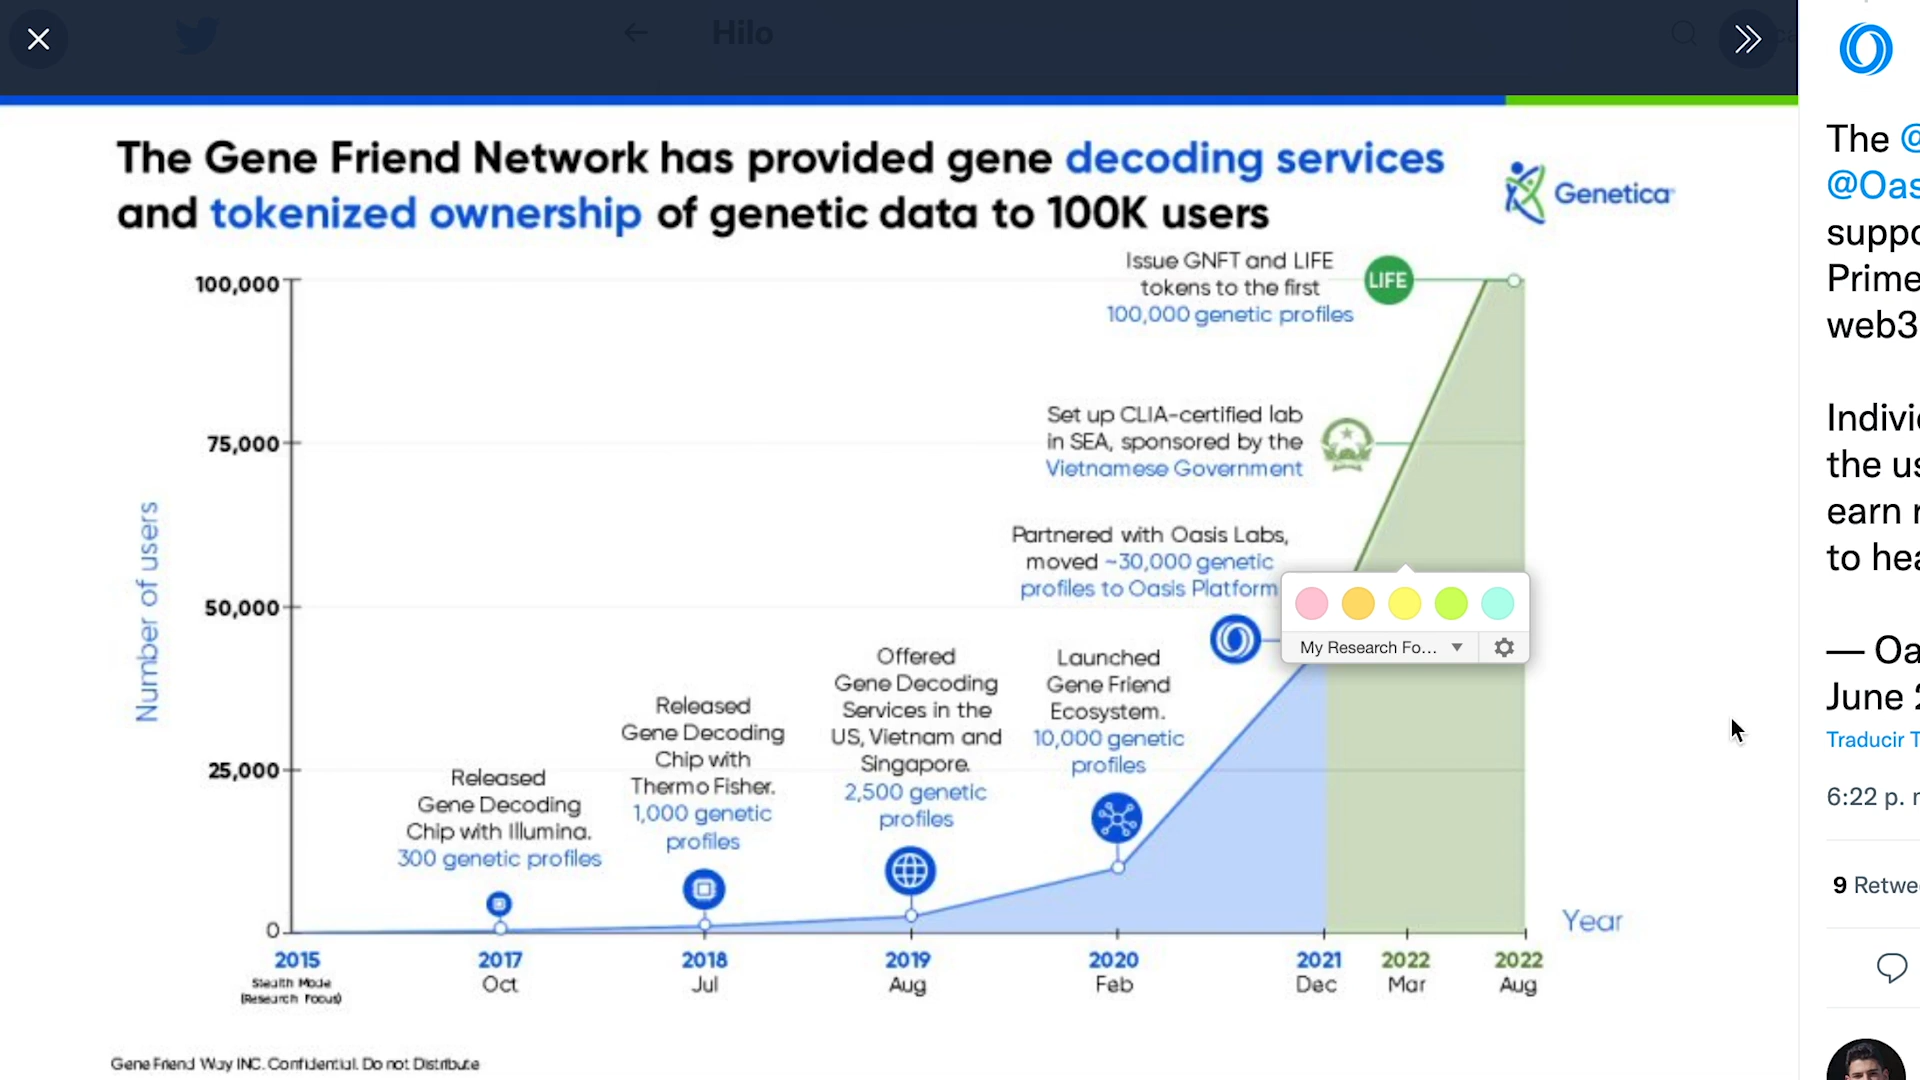 Hilo
The Gene Friend Network has provided gene decoding services
and tokenized ownership of genetic data to 100K users
Genetica
Number of users
100,000
75,000
50,000
25,000
0
Issue GNFT and LIFE
tokens to the first
100,000 genetic profiles
LIFE
Set up CLIA-certified lab
in SEA, sponsored by the
Vietnamese Government
Partnered with Oasis Labs,
moved ~30,000 genetic
profiles to Oasis Platform
My Research Fo...
Released
Gene Decoding
Chip with Illumina.
300 genetic profiles
Released
Gene Decoding
Chip with
Thermo Fisher.
1,000 genetic
profiles
Offered
Gene Decoding
Services in the
US, Vietnam and
Singapore.
2,500 genetic
profiles
Launched
Gene Friend
Ecosystem.
10,000 genetic
profiles
Year
2015
Stealth Mode
(Research Focus)
2017
Oct
2018
Jul
2019
Aug
2020
Feb
2021
Dec
2022
Mar
2022
Aug
Gene Friend Way INC. Confidential. Do not Distribute
The @
@Oas
suppo
Prime
web3
Individ
the us
earn r
to hea
— Oa
June 2
Traducir T
6:22 p. r
9 Retwe